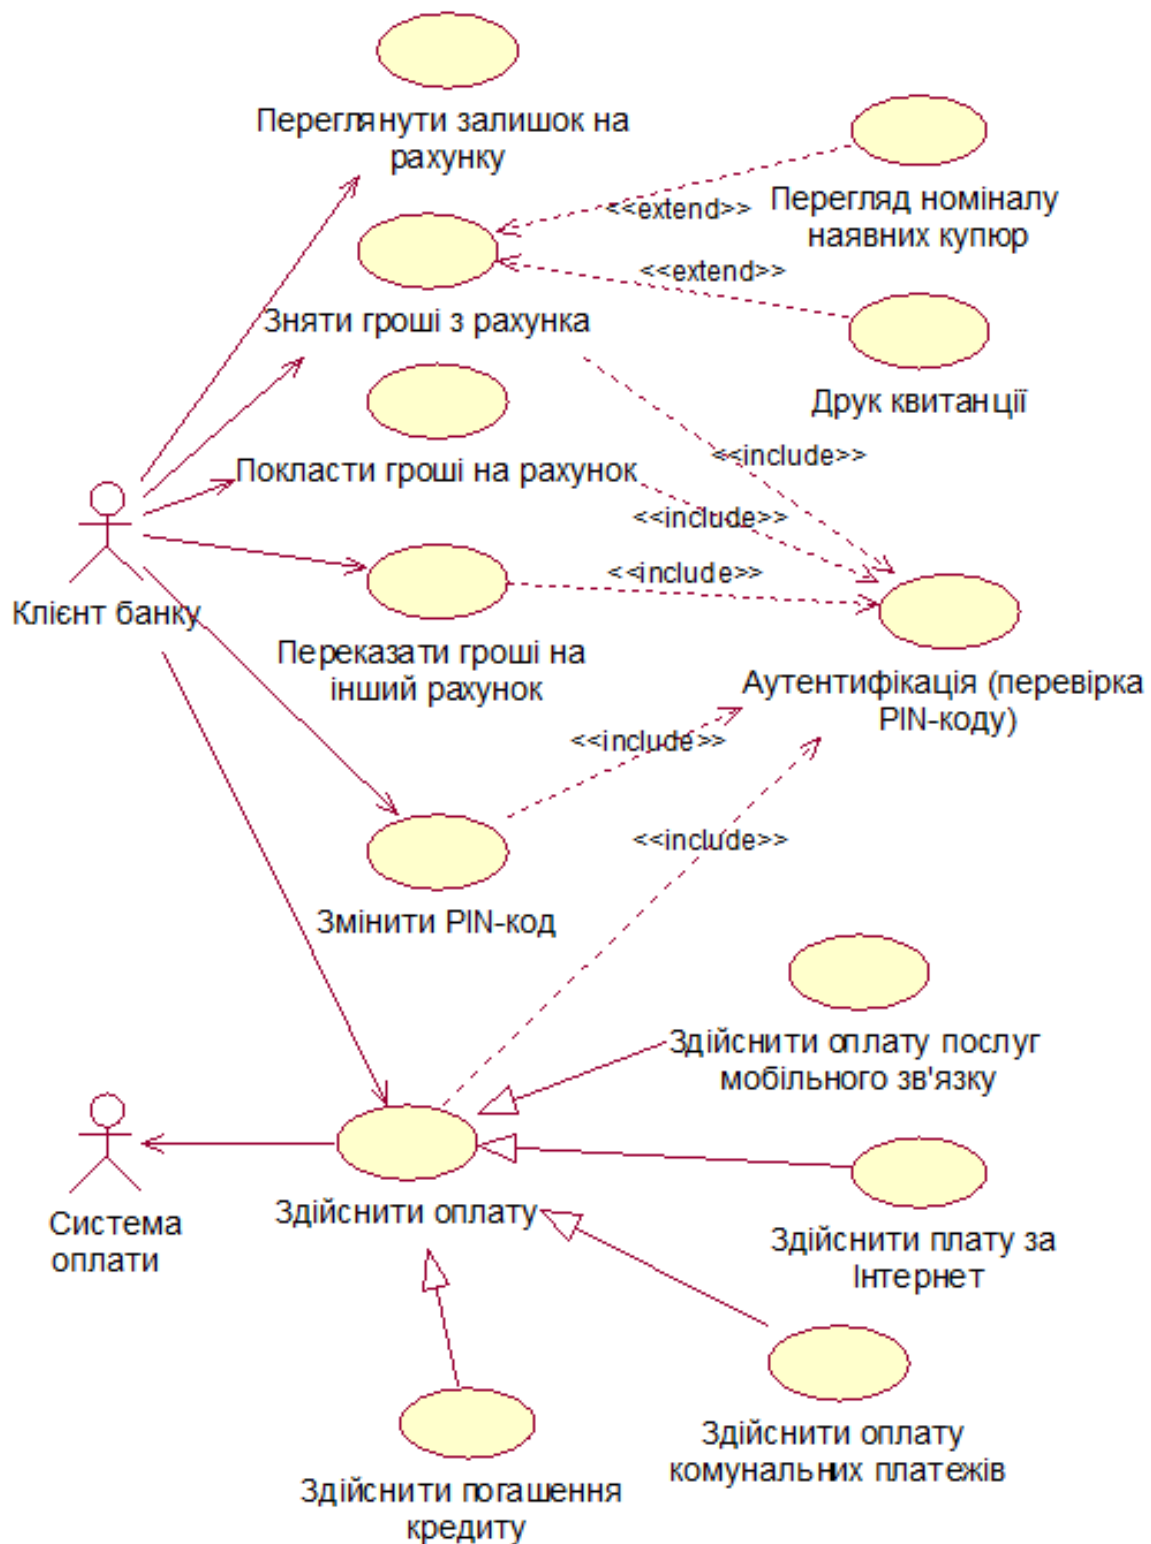 Переглянути залишок на
рахунку
<<extend>>
Перегляд номіналу
наявних купюр
<<extend>>
Зняти гроші з рахунка
Друк квитанції
<<include>>
Покласти гроші на рахунок
<<include>>
<<include>>
Клієнт банку
Переказати гроші на
інший рахунок
Аутентифікація (перевірка
PIN-коду)
<<include>>
<<include>>
Змінити PIN-код
Здійснити оплату послуг
мобільного зв'язку
Система
оплати
Здійснити оплату
Здійснити плату за
Інтернет
Здійснити оплату
комунальних платежів
Здійснити погашення
кредиту